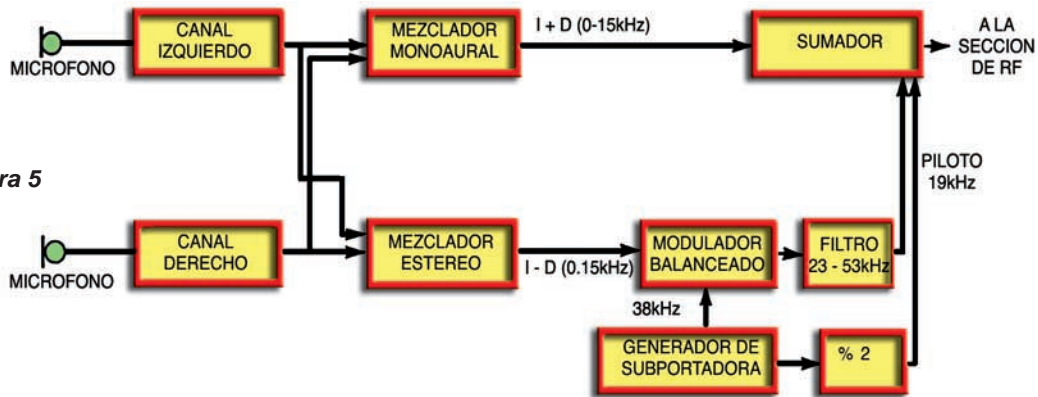 CANAL
IZQUIERDO
MICROFONO
MEZCLADOR
MONOAURAL
I + D (0-15kHz)
SUMADOR
A LA
SECCION
DE RF
ra 5
PILOTO
19kHz
CANAL
DERECHO
MICROFONO
MEZCLADOR
ESTEREO
I - D (0.15kHz)
MODULADOR
BALANCEADO
FILTRO
23 - 53kHz
38kHz
GENERADOR DE
SUBPORTADORA
% 2